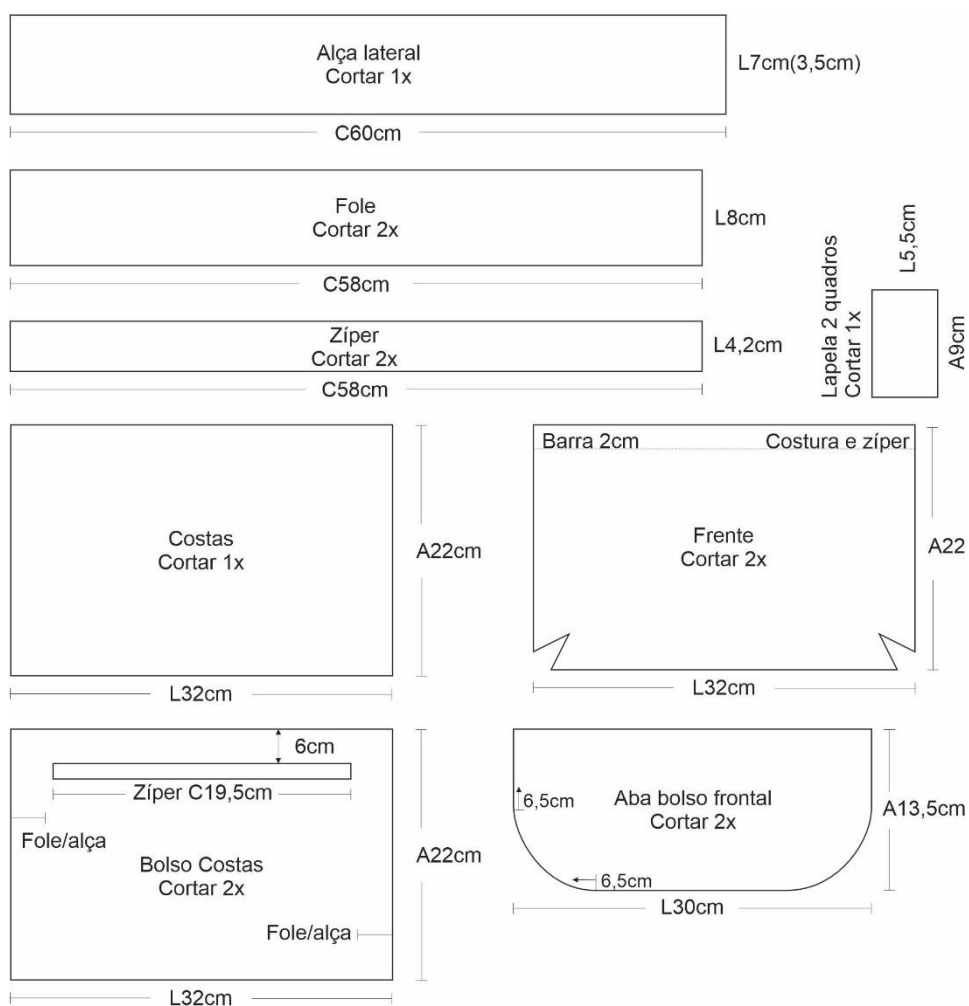 Alça lateral
Cortar 1x
L7cm(3,5cm)
C60cm
Fole
Cortar 2x
L8cm
C58cm
Zíper
Cortar 2x
L4,2cm
C58cm
Lapela 2 quadros
Cortar 1x
L5,5cm
A9cm
Costas
Cortar 1x
A22cm
L32cm
Barra 2cm
Costura e zíper
Frente
Cortar 2x
A22
L32cm
6cm
Zíper C19,5cm
Fole/alça
Bolso Costas
Cortar 2x
Fole/alça
A22cm
L32cm
6,5cm
Aba bolso frontal
Cortar 2x
6,5cm
A13,5cm
L30cm